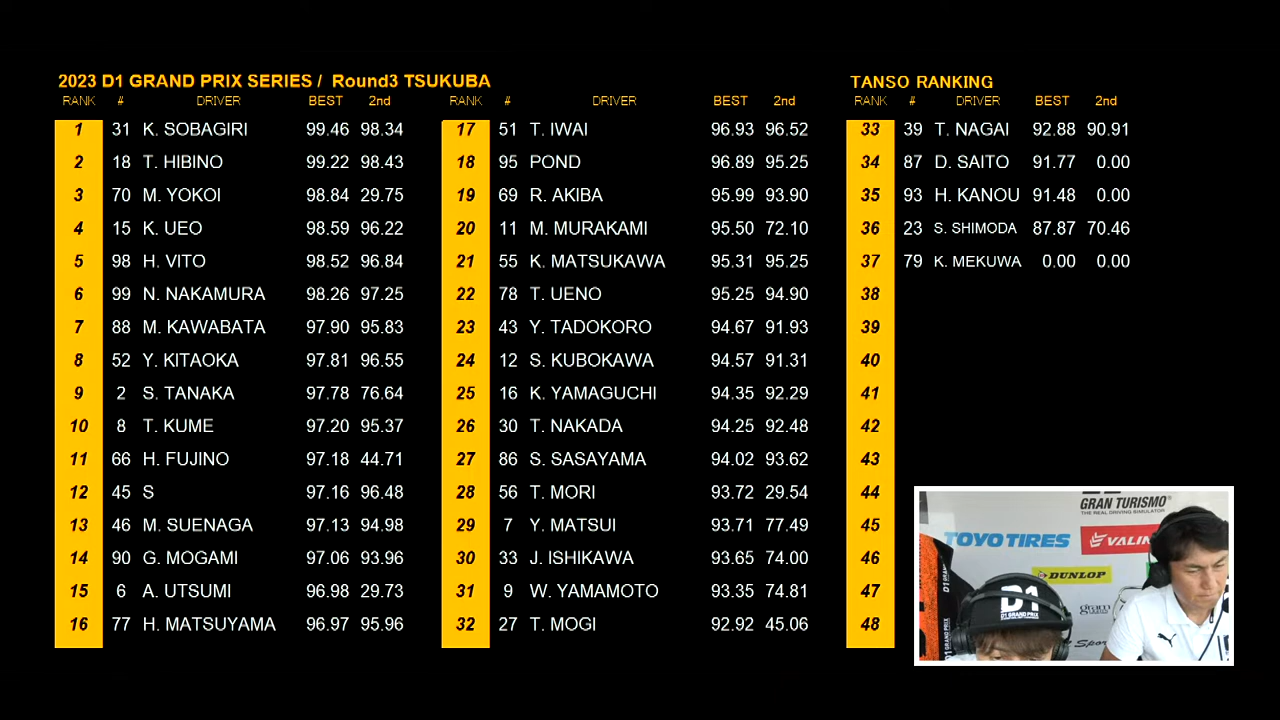 2023 D1 GRAND PRIX SERIES / Round3 TSUKUBA
RANK # DRIVER BEST 2nd
1 31 K. SOBAGIRI 99.46 98.34
2 18 T. HIBINO 99.22 98.43
3 70 M. YOKOI 98.84 29.75
4 15 K. UEO 98.59 96.22
5 98 H. VITO 98.52 96.84
6 99 N. NAKAMURA 98.26 97.25
7 88 M. KAWABATA 97.90 95.83
8 52 Y. KITAOKA 97.81 96.55
9 2 S. TANAKA 97.78 76.64
10 8 T. KUME 97.20 95.37
11 66 H. FUJINO 97.18 44.71
12 45 S 97.16 96.48
13 46 M. SUENAGA 97.13 94.98
14 90 G. MOGAMI 97.06 93.96
15 6 A. UTSUMI 96.98 29.73
16 77 H. MATSUYAMA 96.97 95.96
RANK # DRIVER BEST 2nd
17 51 T. IWAI 96.93 96.52
18 95 POND 96.89 95.25
19 69 R. AKIBA 95.99 93.90
20 11 M. MURAKAMI 95.50 72.10
21 55 K. MATSUKAWA 95.31 95.25
22 78 T. UENO 95.25 94.90
23 43 Y. TADOKORO 94.67 91.93
24 12 S. KUBOKAWA 94.57 91.31
25 16 K. YAMAGUCHI 94.35 92.29
26 30 T. NAKADA 94.25 92.48
27 86 S. SASAYAMA 94.02 93.62
28 56 T. MORI 93.72 29.54
29 7 Y. MATSUI 93.71 77.49
30 33 J. ISHIKAWA 93.65 74.00
31 9 W. YAMAMOTO 93.35 74.81
32 27 T. MOGI 92.92 45.06
TANSO RANKING
RANK # DRIVER BEST 2nd
33 39 T. NAGAI 92.88 90.91
34 87 D. SAITO 91.77 0.00
35 93 H. KANOU 91.48 0.00
36 23 S. SHIMODA 87.87 70.46
37 79 K. MEKUWA 0.00 0.00
38
39
40
41
42
43
44
45
46
47
48
GRAN TURISMO
THE REAL DRIVING SIMULATOR
TOYO TIRES
VALIN
DUNLOP
gram
D1
D1 GRAND PRIX
Spor